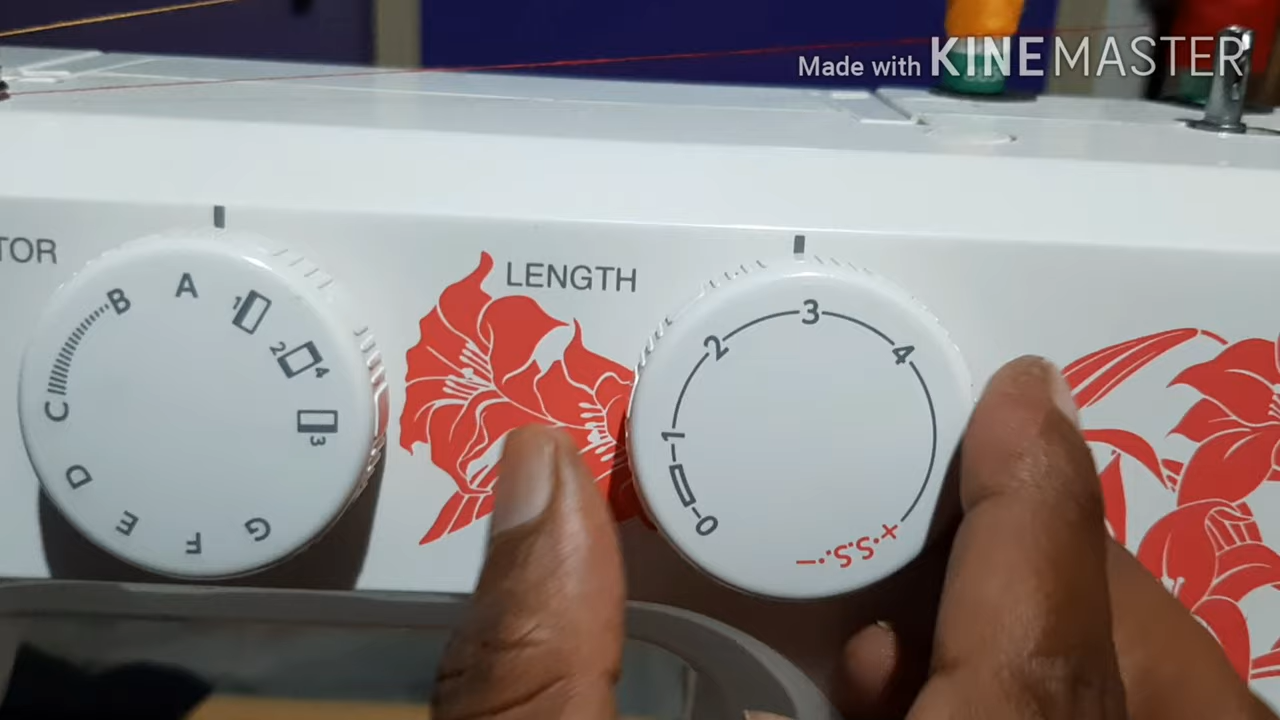 Made with KINEMASTER
TOR
LENGTH
A
B
C
D
E
F
G
1
2 4
3
0
1
2
3
4
+.S.S.-